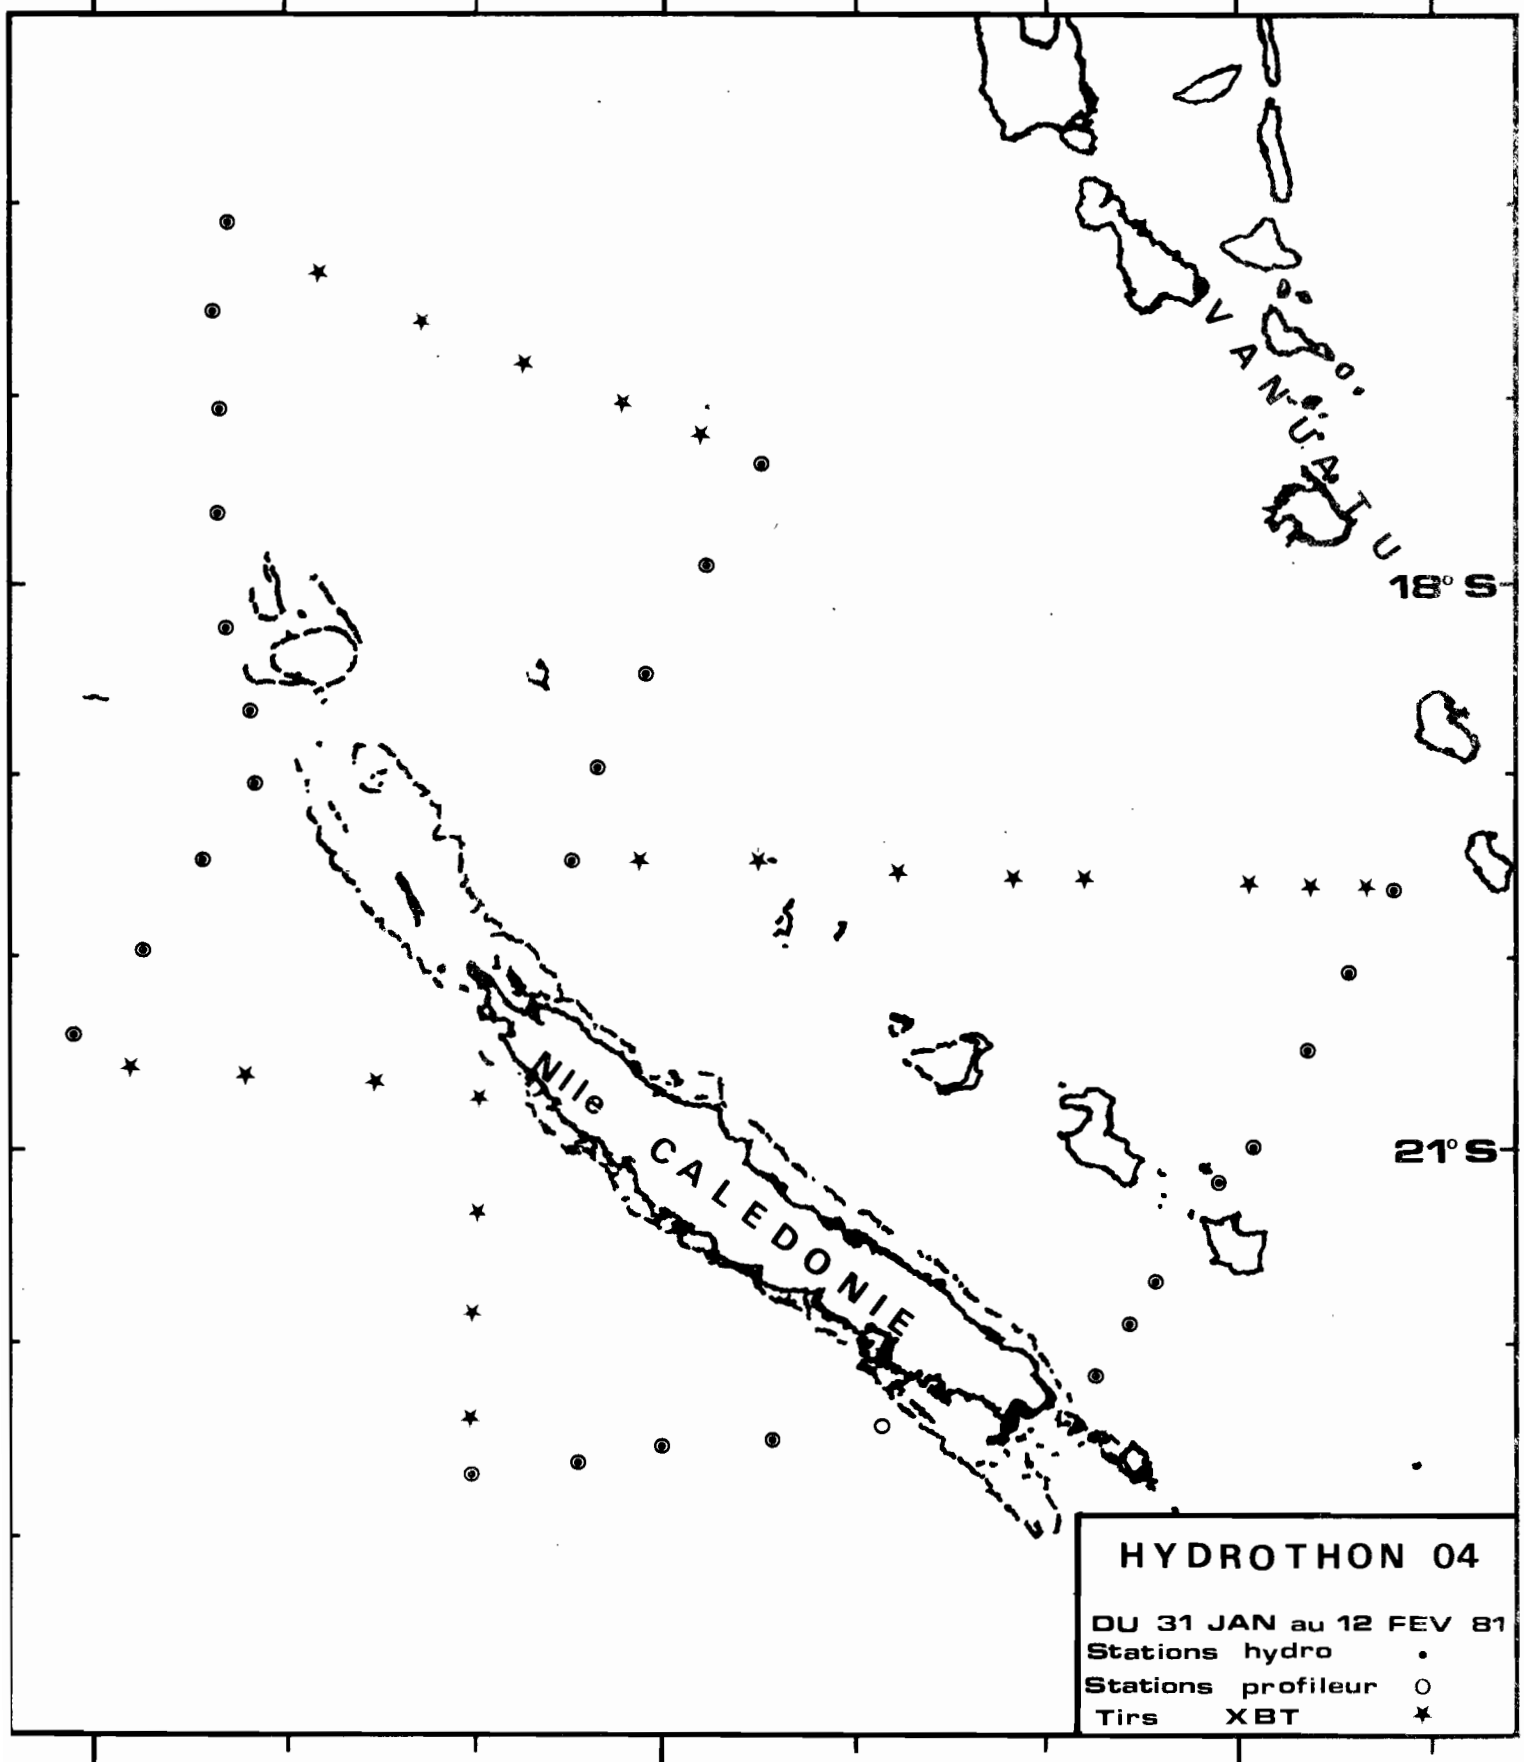 VANUATU
18° S
Nlle
CALEDONIE
21° S
HYDROTHON 04
DU 31 JAN au 12 FEV 81
Stations hydro
Stations profileur
Tirs XBT